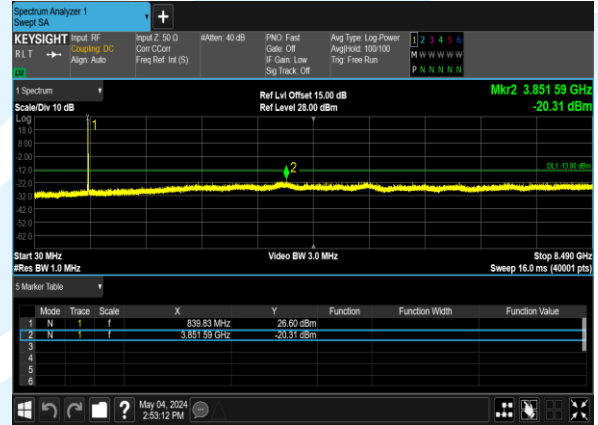 Spectrum Analyzer 1
Swept SA
KEYSIGHT Input: RF Input Z: 50 Ω #Atten: 40 dB PNO: Fast Avg Type: Log-Power 1 2 3 4 5 6
RLT Coupling: DC Corr CCorr Gate: Off Avg|Hold: 100/100 M W W W W W
Align: Auto Freq Ref: Int (S) IF Gain: Low Trig: Free Run
Sig Track: Off P N N N N N
LXI
1 Spectrum
Ref Lvl Offset 15.00 dB Mkr2 3.851 59 GHz
Scale/Div 10 dB Ref Level 28.00 dBm -20.31 dBm
Log
1
18.0
8.00
-2.00
-12.0 2 DL1 -13.00 dBm
-22.0
-32.0
-42.0
-52.0
-62.0
Start 30 MHz Video BW 3.0 MHz Stop 8.490 GHz
#Res BW 1.0 MHz Sweep 16.0 ms (40001 pts)
5 Marker Table
Mode Trace Scale X Y Function Function Width Function Value
1 N 1 f 839.83 MHz 26.60 dBm
2 N 1 f 3.851 59 GHz -20.31 dBm
3
4
5
6
? May 04, 2024
2:53:12 PM